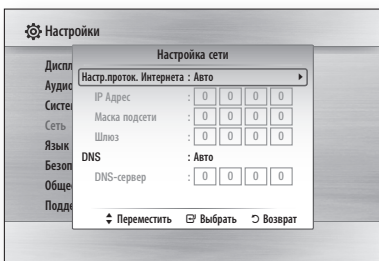 Настройки
Настройка сети
Настр.проток. Интернета : Авто
IP Адрес : 0 0 0 0
Маска подсети : 0 0 0 0
Шлюз : 0 0 0 0
DNS : Авто
DNS-сервер : 0 0 0 0
Переместить Выбрать Возврат
Диспл
Аудио
Систе
Сеть
Язык
Безоп
Обще
Подде